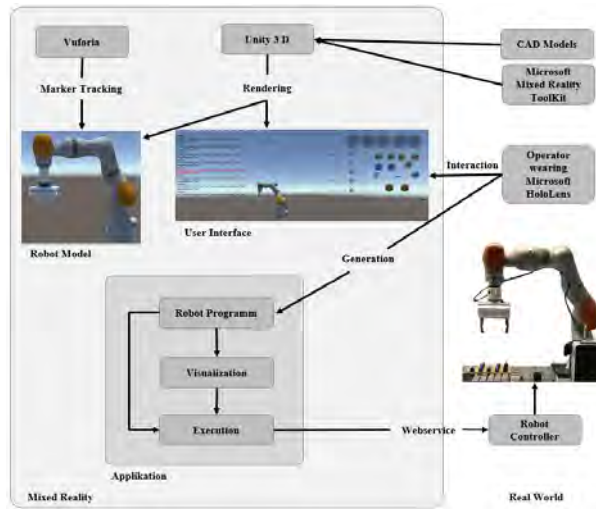 Vuforia
Unity 3 D
CAD Models
Microsoft
Mixed Reality
ToolKit
Marker Tracking
Rendering
Interaction
Operator
wearing
Microsoft
HoloLens
Robot Model
User Interface
Generation
Robot Programm
Visualization
Execution
Webservice
Robot
Controller
Applikation
Mixed Reality
Real World